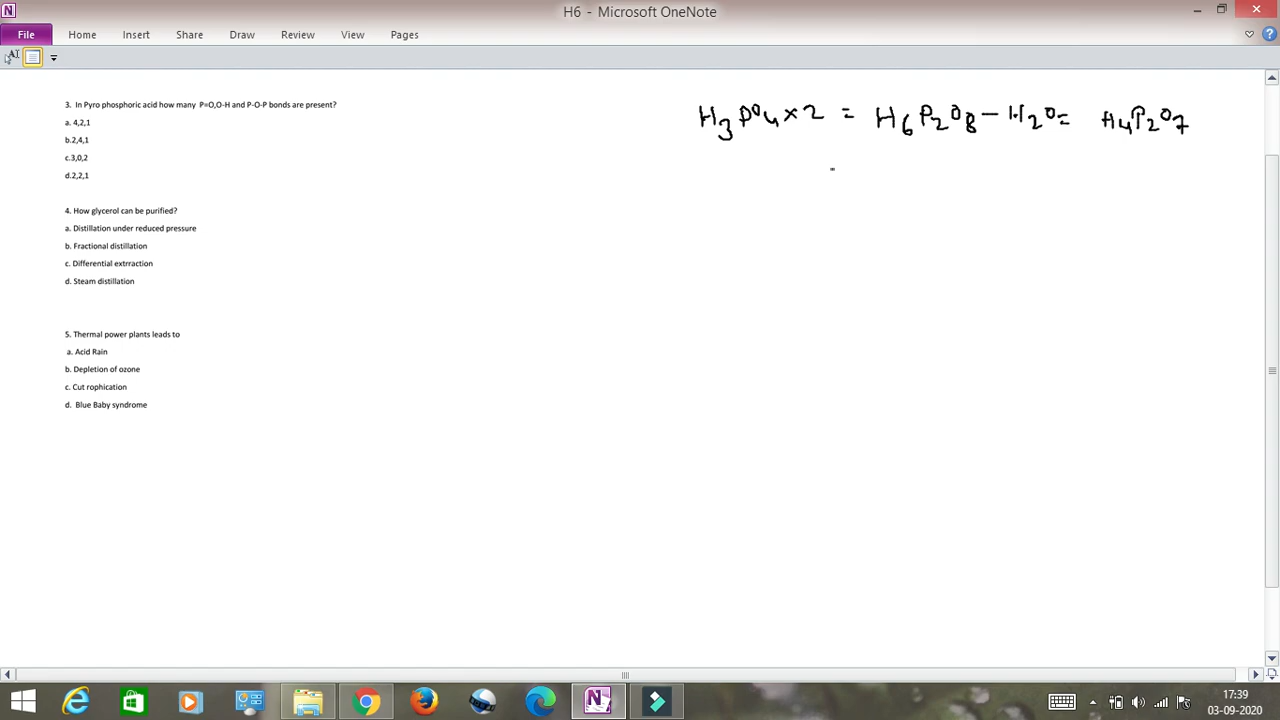 H6 - Microsoft OneNote
File Home Insert Share Draw Review View Pages
3. In Pyro phosphoric acid how many P=O,O-H and P-O-P bonds are present?
a. 4,2,1
b.2,4,1
c.3,0,2
d.2,2,1
H3PO4 × 2 = H6P2O8 - H2O = H4P2O7
4. How glycerol can be purified?
a. Distillation under reduced pressure
b. Fractional distillation
c. Differential extrraction
d. Steam distillation
5. Thermal power plants leads to
a. Acid Rain
b. Depletion of ozone
c. Cut rophication
d. Blue Baby syndrome
17:39
03-09-2020